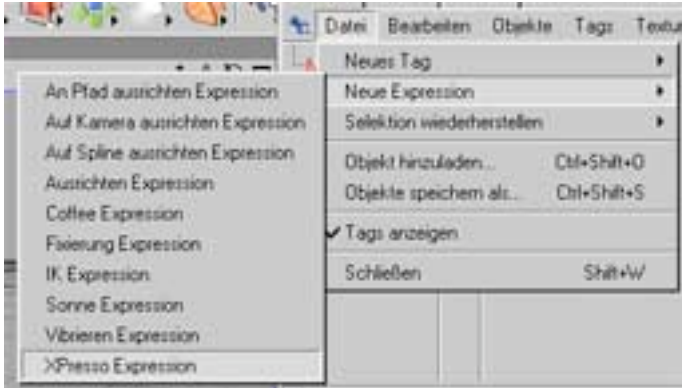 Datei Bearbeiten Objekte Tags Textur
Neues Tag
Neue Expression
Selektion wiederherstellen
Objekt hinzuladen... Ctrl+Shift+O
Objekte speichern als... Ctrl+Shift+S
Tags anzeigen
Schließen Shift+W
An Pfad ausrichten Expression
Auf Kamera ausrichten Expression
Auf Spline ausrichten Expression
Ausrichten Expression
Coffee Expression
Fixierung Expression
IK Expression
Sonne Expression
Vibrieren Expression
XPresso Expression